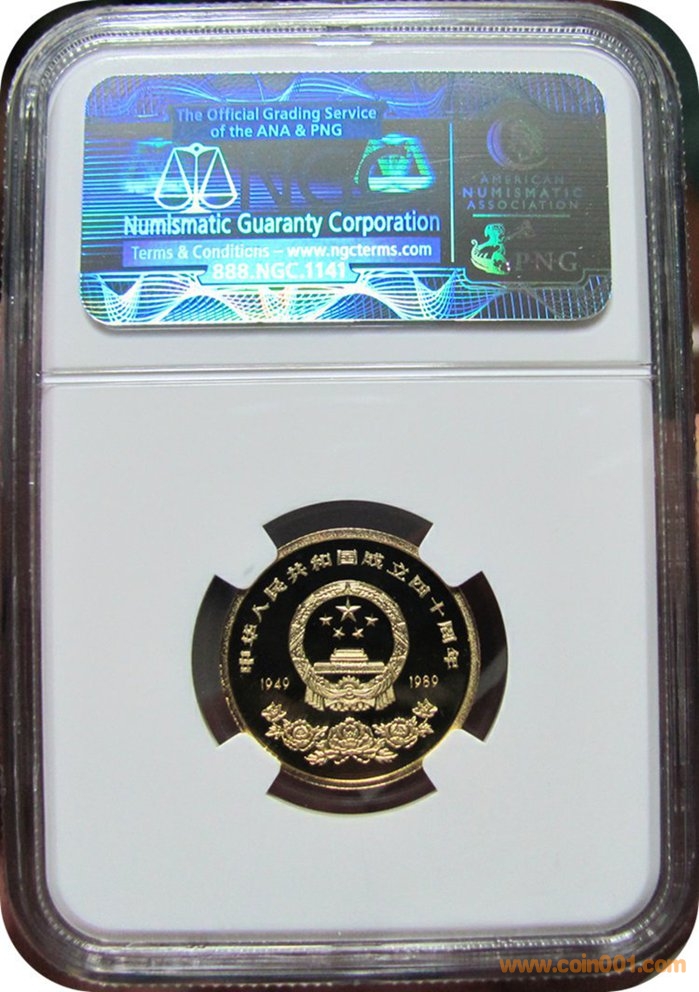 The Official Grading Service
of the ANA & PNG
NGC
AMERICAN
NUMISMATIC
ASSOCIATION
Numismatic Guaranty Corporation
Terms & Conditions – www.ngcterms.com
PNG
888.NGC.1141
中华人民共和国成立四十周年
1949 1989
www.coin001.com